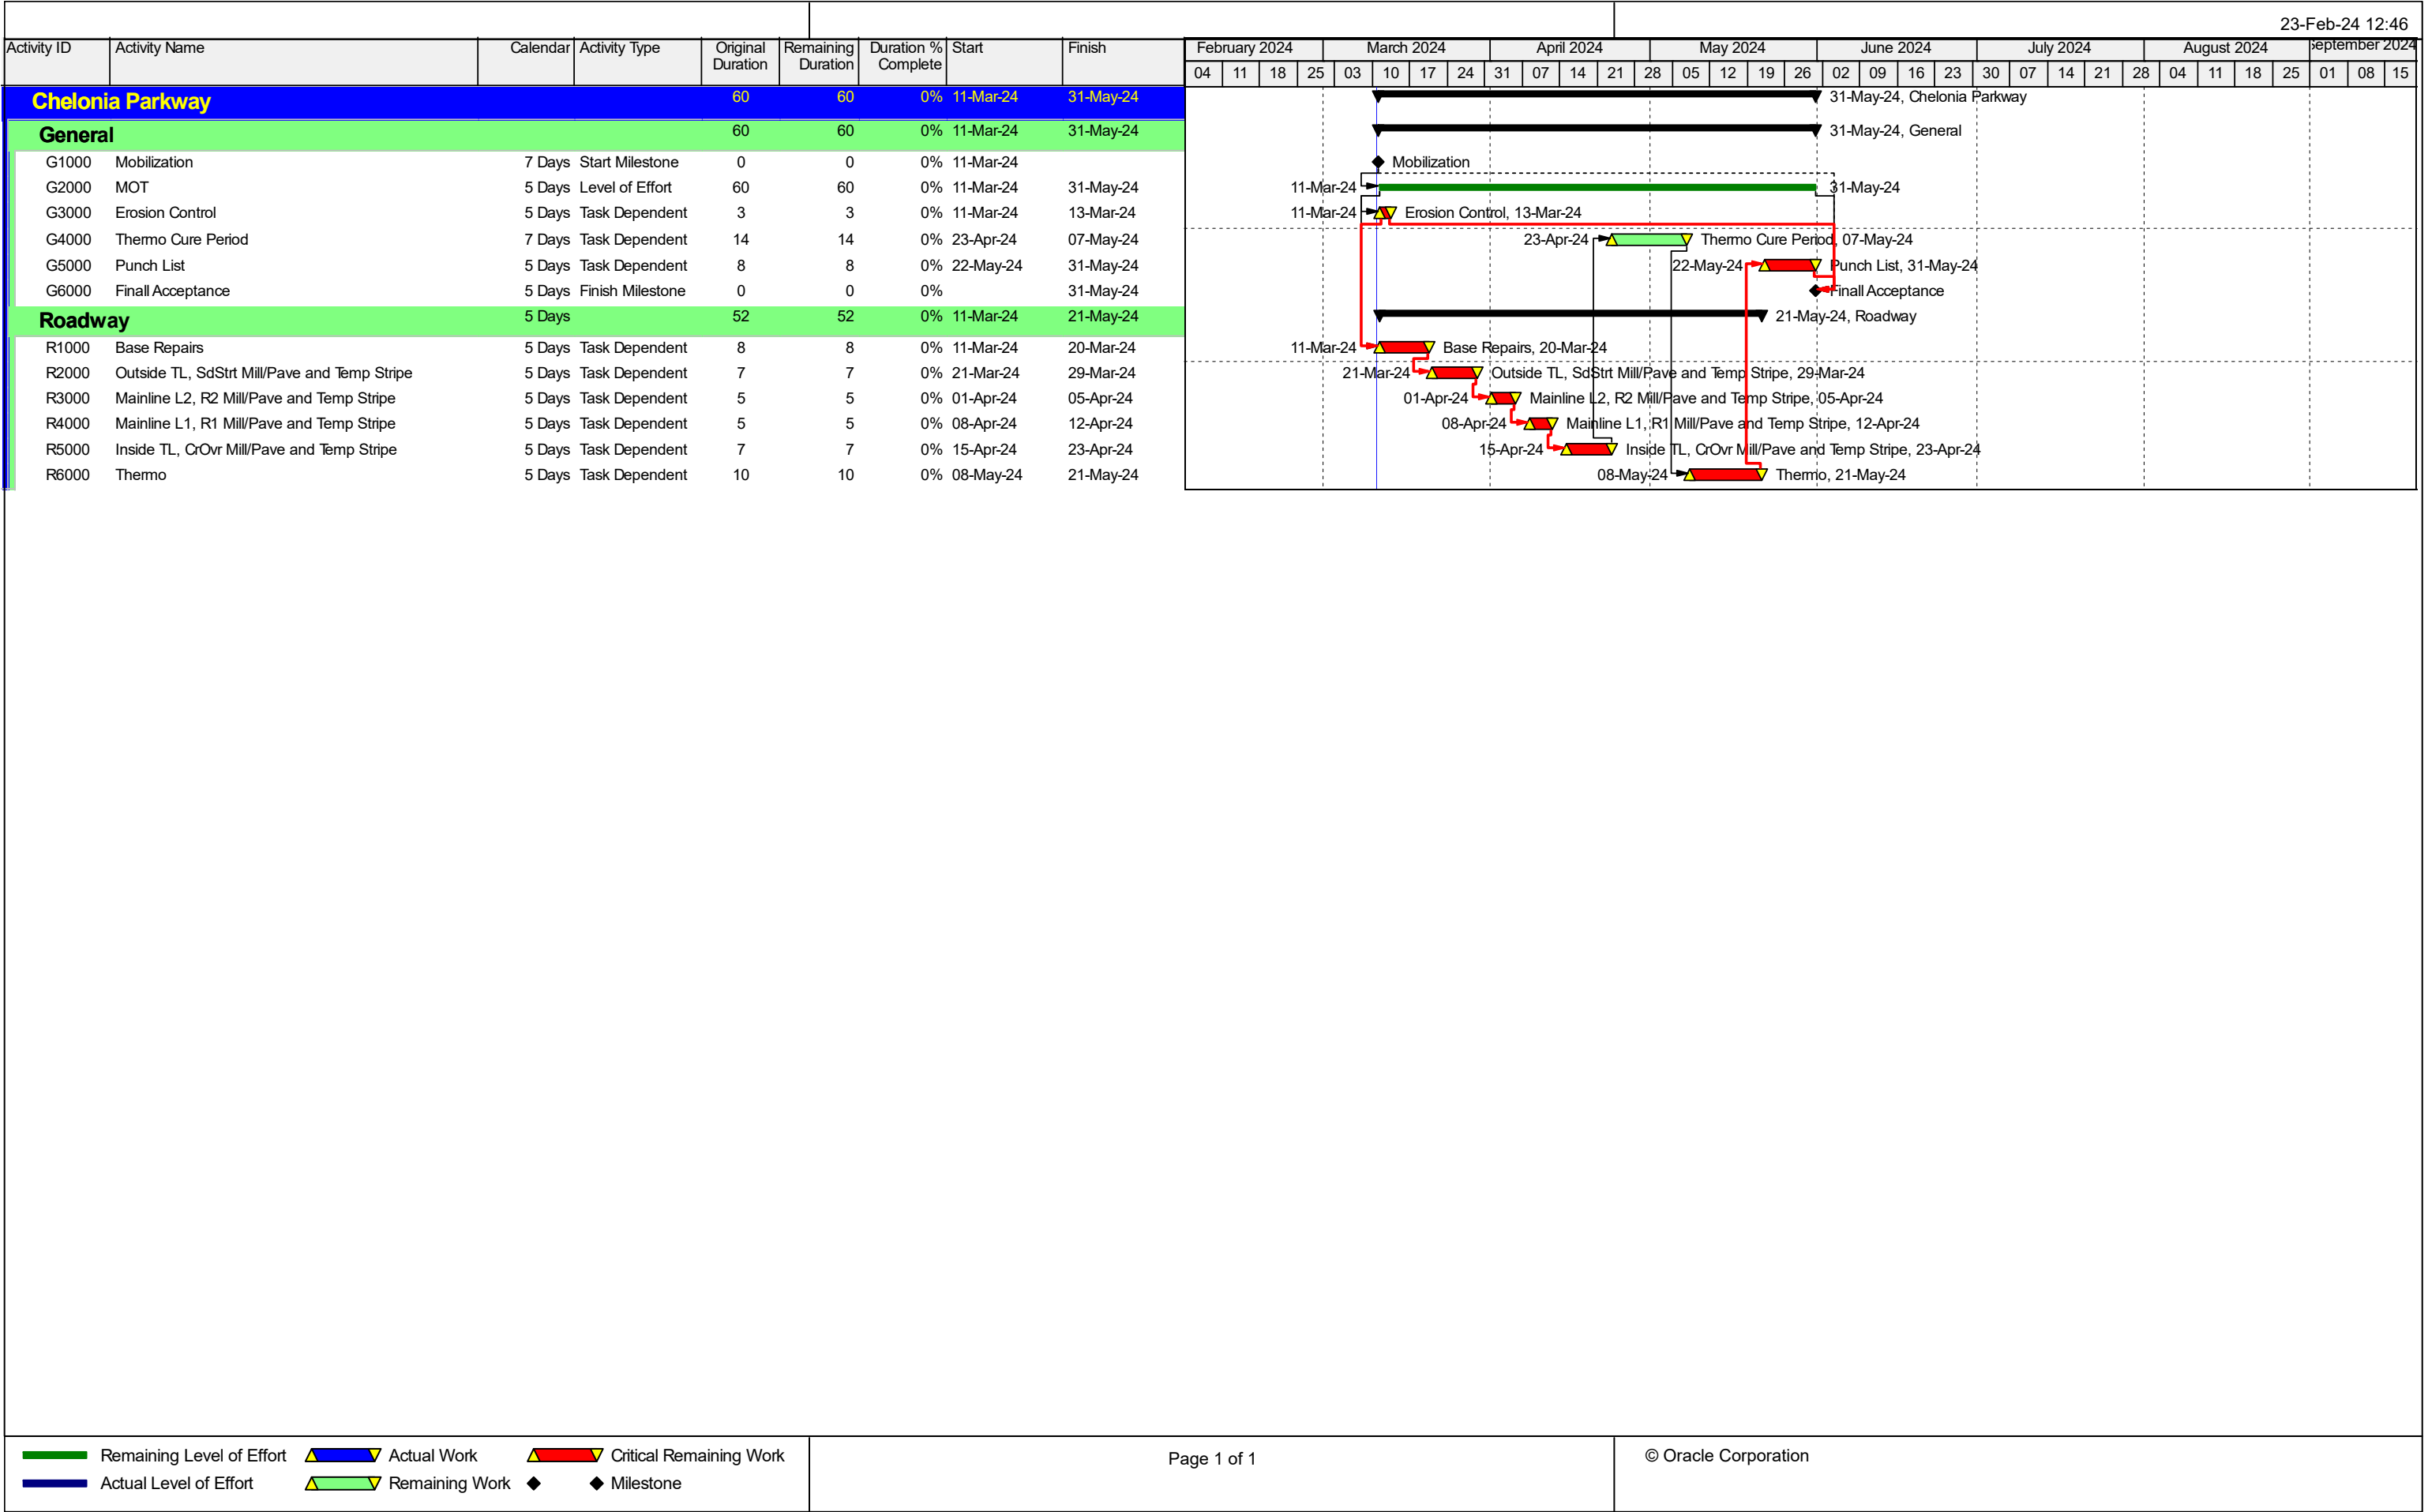 23-Feb-24 12:46
Activity ID Activity Name Calendar Activity Type Original Duration Remaining Duration Duration % Complete Start Finish
February 2024 March 2024 April 2024 May 2024 June 2024 July 2024 August 2024 September 2024
04 11 18 25 03 10 17 24 31 07 14 21 28 05 12 19 26 02 09 16 23 30 07 14 21 28 04 11 18 25 01 08 15
Chelonia Parkway 60 60 0% 11-Mar-24 31-May-24 31-May-24, Chelonia Parkway
General 60 60 0% 11-Mar-24 31-May-24 31-May-24, General
G1000 Mobilization 7 Days Start Milestone 0 0 0% 11-Mar-24 Mobilization
G2000 MOT 5 Days Level of Effort 60 60 0% 11-Mar-24 31-May-24 11-Mar-24 31-May-24
G3000 Erosion Control 5 Days Task Dependent 3 3 0% 11-Mar-24 13-Mar-24 11-Mar-24 Erosion Control, 13-Mar-24
G4000 Thermo Cure Period 7 Days Task Dependent 14 14 0% 23-Apr-24 07-May-24 23-Apr-24 Thermo Cure Period, 07-May-24
G5000 Punch List 5 Days Task Dependent 8 8 0% 22-May-24 31-May-24 22-May-24 Punch List, 31-May-24
G6000 Finall Acceptance 5 Days Finish Milestone 0 0 0% 31-May-24 Finall Acceptance
Roadway 5 Days 52 52 0% 11-Mar-24 21-May-24 21-May-24, Roadway
R1000 Base Repairs 5 Days Task Dependent 8 8 0% 11-Mar-24 20-Mar-24 11-Mar-24 Base Repairs, 20-Mar-24
R2000 Outside TL, SdStrt Mill/Pave and Temp Stripe 5 Days Task Dependent 7 7 0% 21-Mar-24 29-Mar-24 21-Mar-24 Outside TL, SdStrt Mill/Pave and Temp Stripe, 29-Mar-24
R3000 Mainline L2, R2 Mill/Pave and Temp Stripe 5 Days Task Dependent 5 5 0% 01-Apr-24 05-Apr-24 01-Apr-24 Mainline L2, R2 Mill/Pave and Temp Stripe, 05-Apr-24
R4000 Mainline L1, R1 Mill/Pave and Temp Stripe 5 Days Task Dependent 5 5 0% 08-Apr-24 12-Apr-24 08-Apr-24 Mainline L1, R1 Mill/Pave and Temp Stripe, 12-Apr-24
R5000 Inside TL, CrOvr Mill/Pave and Temp Stripe 5 Days Task Dependent 7 7 0% 15-Apr-24 23-Apr-24 15-Apr-24 Inside TL, CrOvr Mill/Pave and Temp Stripe, 23-Apr-24
R6000 Thermo 5 Days Task Dependent 10 10 0% 08-May-24 21-May-24 08-May-24 Thermo, 21-May-24
Remaining Level of Effort Actual Work Critical Remaining Work
Actual Level of Effort Remaining Work Milestone
Page 1 of 1
© Oracle Corporation